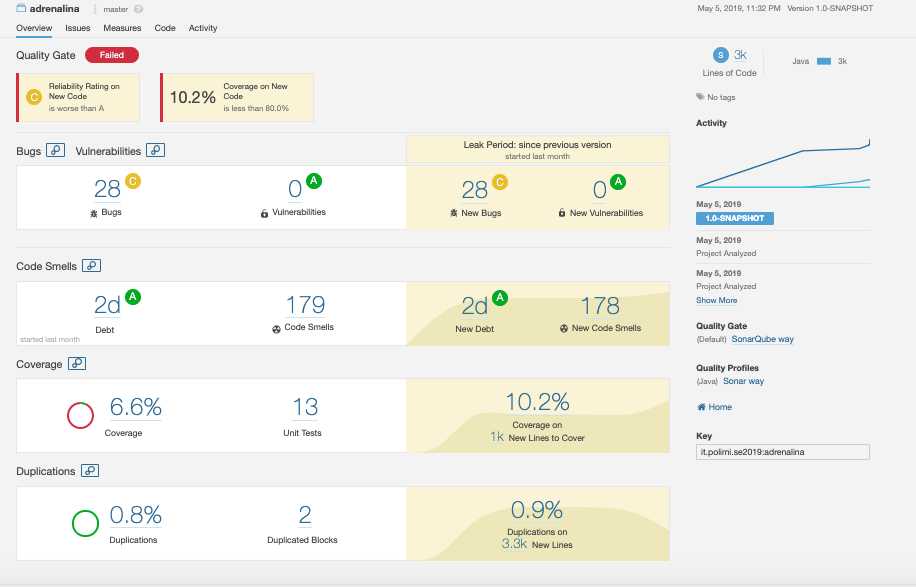 adrenalina master ?
May 5, 2019, 11:32 PM Version 1.0-SNAPSHOT
Overview Issues Measures Code Activity
Quality Gate Failed
C Reliability Rating on New Code
is worse than A
10.2% Coverage on New Code
is less than 80.0%
Bugs Vulnerabilities
Leak Period: since previous version
started last month
28 C
Bugs
0 A
Vulnerabilities
28 C
New Bugs
0 A
New Vulnerabilities
Code Smells
2d A
Debt
started last month
179
Code Smells
2d A
New Debt
178
New Code Smells
Coverage
6.6%
Coverage
13
Unit Tests
10.2%
Coverage on
1k New Lines to Cover
Duplications
0.8%
Duplications
2
Duplicated Blocks
0.9%
Duplications on
3.3k New Lines
S 3k
Lines of Code
Java 3k
No tags
Activity
May 5, 2019
1.0-SNAPSHOT
May 5, 2019
Project Analyzed
May 5, 2019
Project Analyzed
Show More
Quality Gate
(Default) SonarQube way
Quality Profiles
(Java) Sonar way
Home
Key
it.polimi.se2019:adrenalina